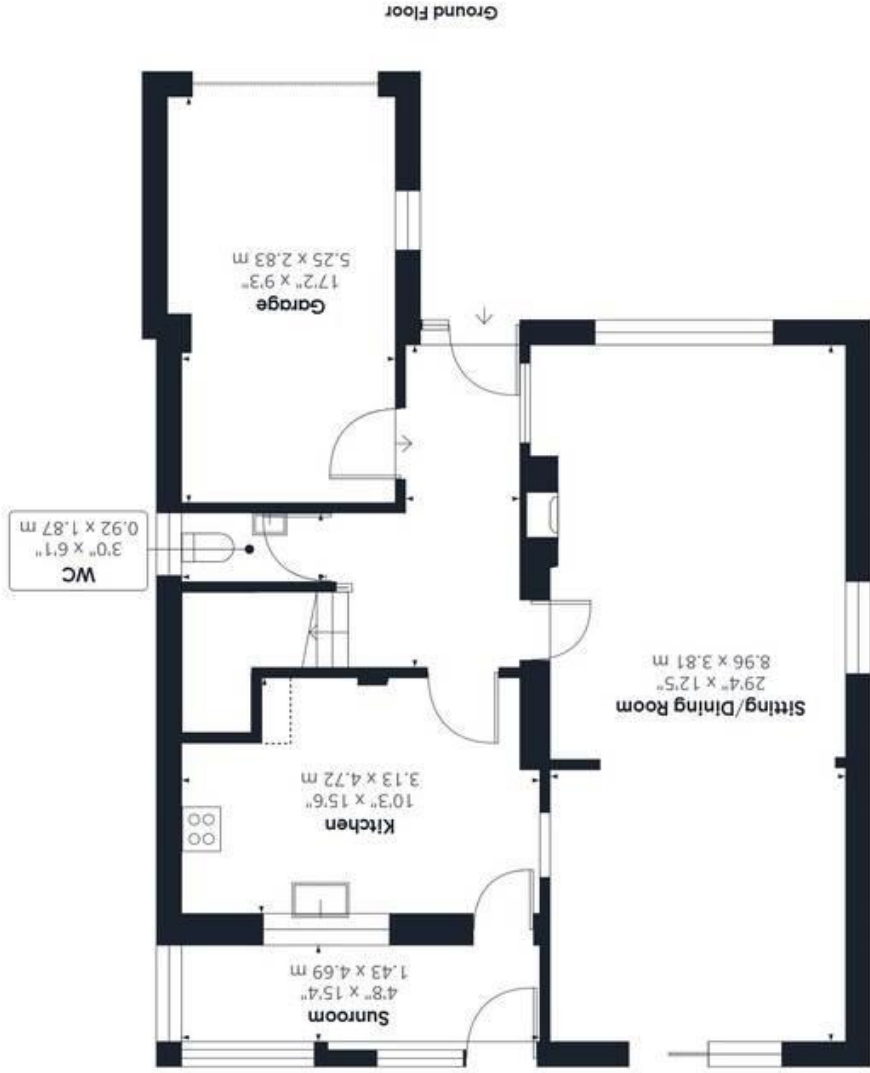 Sunroom
4'8" x 15'4"
1.43 x 4.69 m
Kitchen
10'3" x 15'6"
3.13 x 4.72 m
Sitting/Dining Room
29'4" x 12'5"
8.96 x 3.81 m
WC
3'0" x 6'1"
0.92 x 1.87 m
Garage
17'2" x 9'3"
5.25 x 2.83 m
Ground Floor